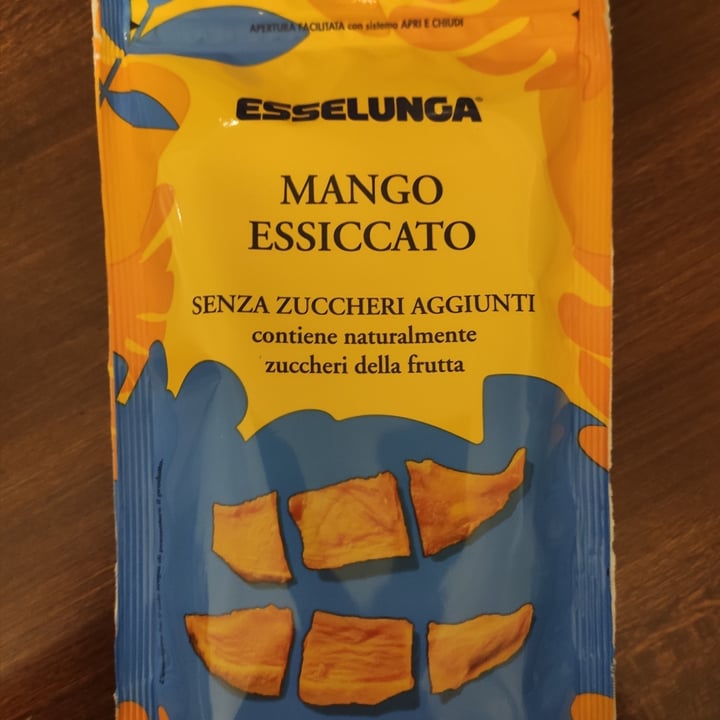 APERTURA FACILITATA con sistema APRI E CHIUDI
ESSELUNGA
MANGO
ESSICCATO
SENZA ZUCCHERI AGGIUNTI
contiene naturalmente
zuccheri della frutta